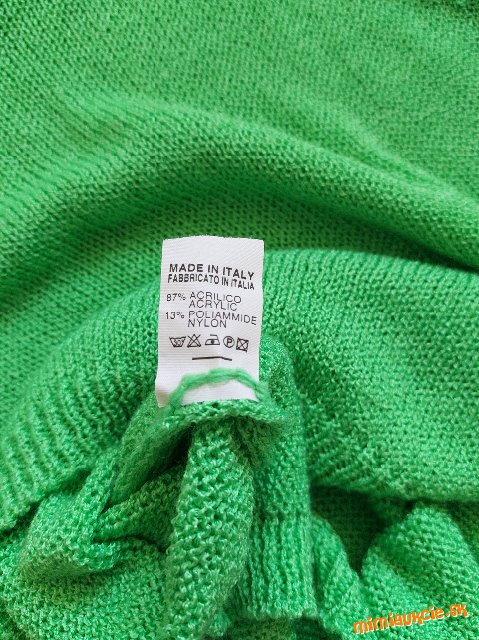 MADE IN ITALY
FABBRICATO IN ITALIA
87% ACRILICO
ACRYLIC
13% POLIAMMIDE
NYLON
mimiaukcie.sk